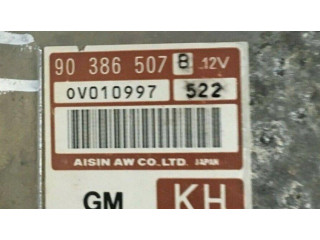 90 386 507 B .12V
0V010997 522
AISIN AW CO.LTD. JAPAN
GM KH